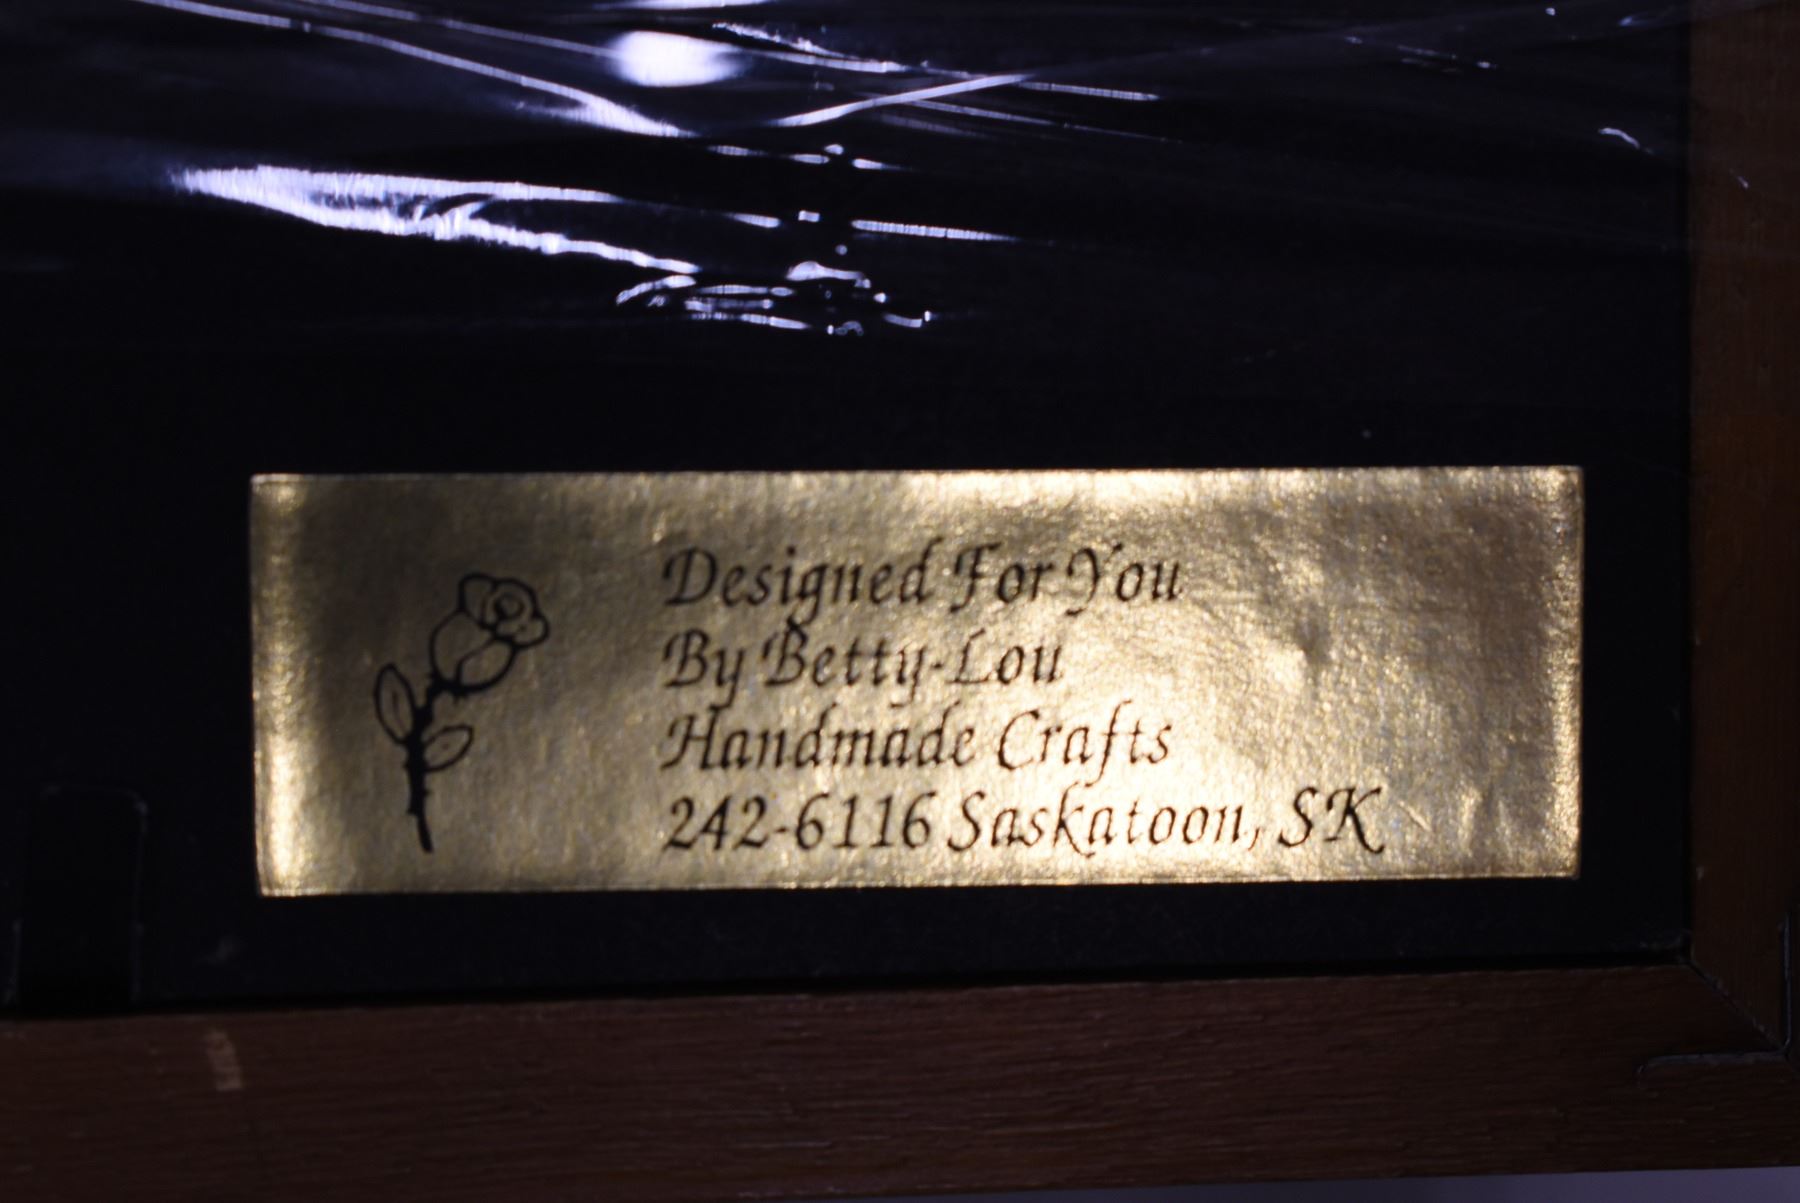 Designed For You
By Betty-Lou
Handmade Crafts
242-6116 Saskatoon, SK